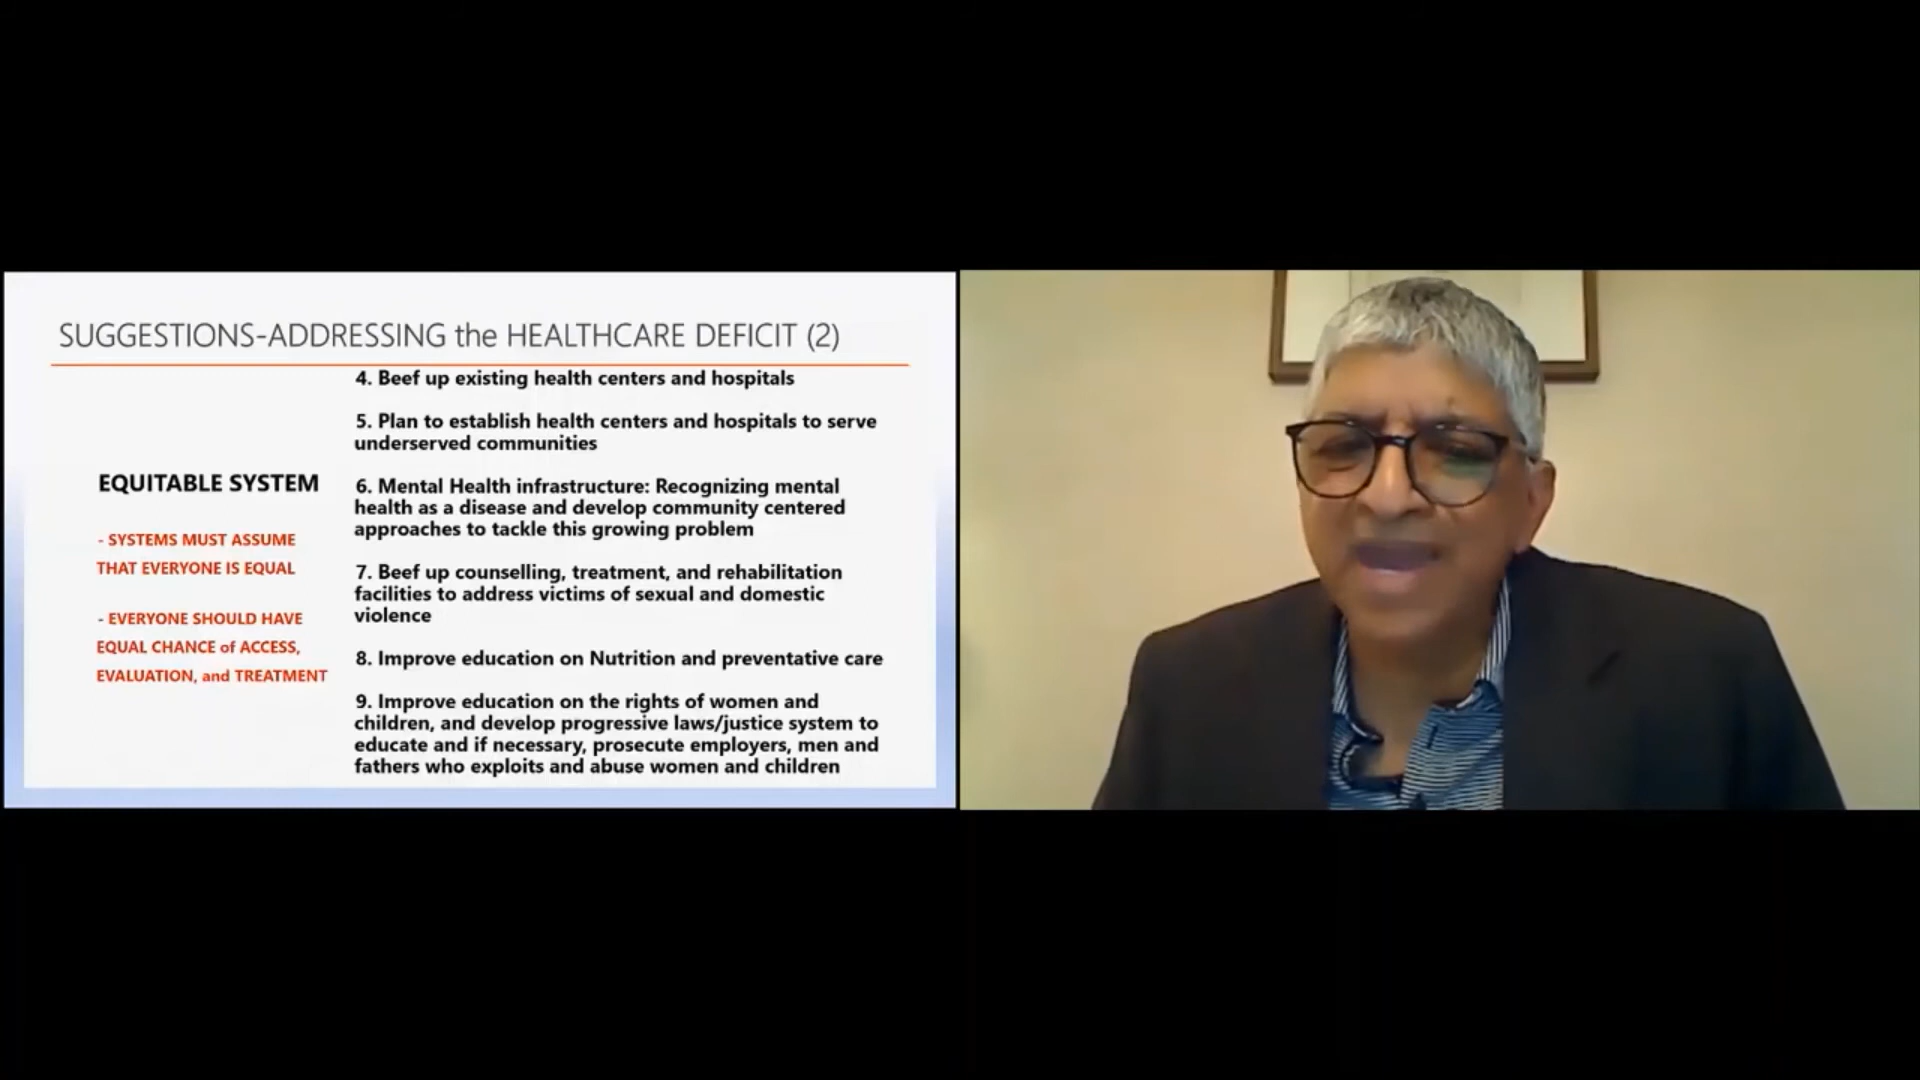 SUGGESTIONS-ADDRESSING the HEALTHCARE DEFICIT (2)
EQUITABLE SYSTEM
- SYSTEMS MUST ASSUME
THAT EVERYONE IS EQUAL
- EVERYONE SHOULD HAVE
EQUAL CHANCE of ACCESS,
EVALUATION, and TREATMENT
4. Beef up existing health centers and hospitals
5. Plan to establish health centers and hospitals to serve
underserved communities
6. Mental Health infrastructure: Recognizing mental
health as a disease and develop community centered
approaches to tackle this growing problem
7. Beef up counselling, treatment, and rehabilitation
facilities to address victims of sexual and domestic
violence
8. Improve education on Nutrition and preventative care
9. Improve education on the rights of women and
children, and develop progressive laws/justice system to
educate and if necessary, prosecute employers, men and
fathers who exploits and abuse women and children